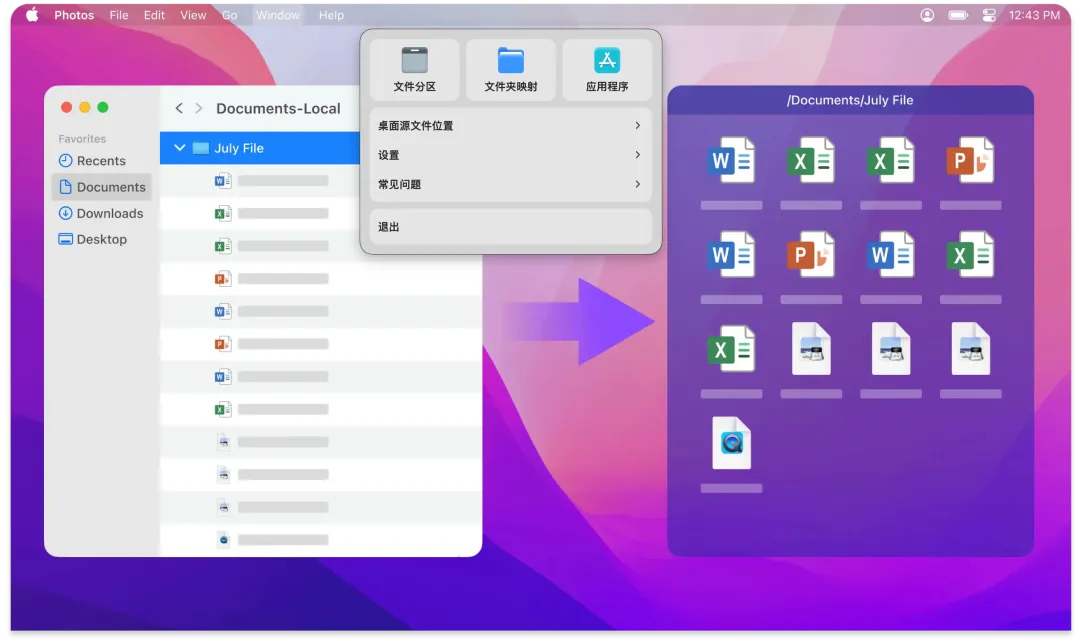 Photos File Edit View Go Window Help 12:43 PM
文件分区 文件夹映射 应用程序
桌面源文件位置
设置
常见问题
退出
Documents-Local
Favorites
Recents
Documents
Downloads
Desktop
July File
/Documents/July File
W X X P
W P W X
X